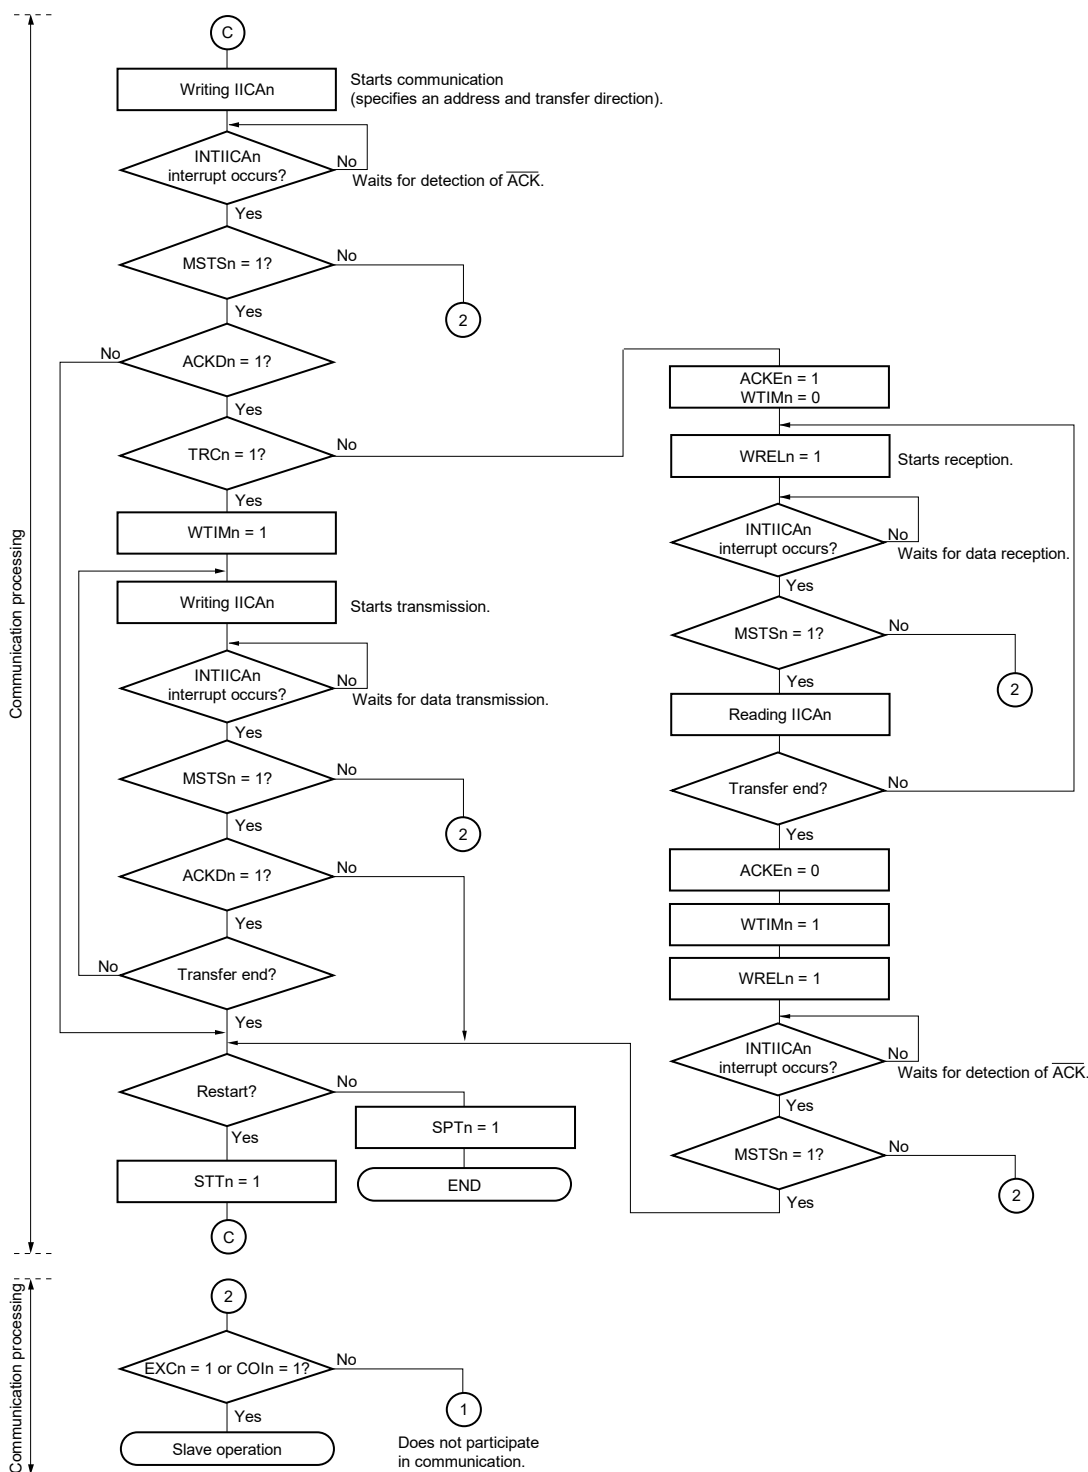 C
Writing IICAn
Starts communication
(specifies an address and transfer direction).
INTIICAn
interrupt occurs?
No
Waits for detection of ACK.
Yes
MSTSn = 1?
No
2
Yes
No
ACKDn = 1?
Yes
TRCn = 1?
No
Yes
WTIMn = 1
Writing IICAn
Starts transmission.
INTIICAn
interrupt occurs?
No
Waits for data transmission.
Yes
MSTSn = 1?
No
2
Yes
ACKDn = 1?
No
Yes
No
Transfer end?
Yes
Restart?
No
SPTn = 1
END
Yes
STTn = 1
C
ACKEn = 1
WTIMn = 0
WRELn = 1
Starts reception.
INTIICAn
interrupt occurs?
No
Waits for data reception.
Yes
MSTSn = 1?
No
2
Yes
Reading IICAn
Transfer end?
No
Yes
ACKEn = 0
WTIMn = 1
WRELn = 1
INTIICAn
interrupt occurs?
No
Waits for detection of ACK.
Yes
MSTSn = 1?
No
2
Yes
Communication processing
2
EXCn = 1 or COIn = 1?
No
1
Does not participate
in communication.
Yes
Slave operation
Communication processing